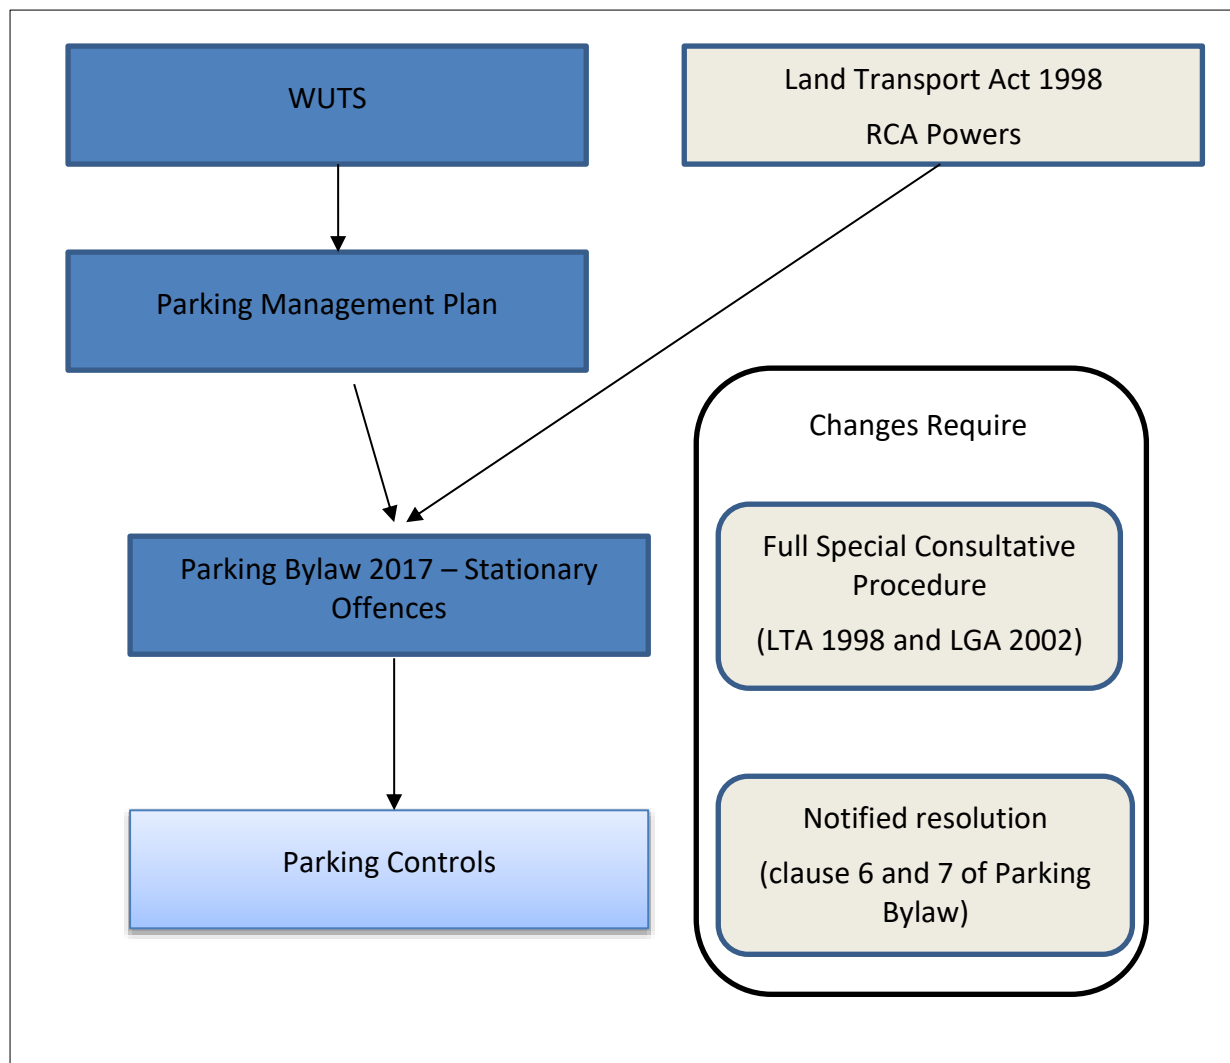 WUTS
Land Transport Act 1998
RCA Powers
Parking Management Plan
Changes Require
Full Special Consultative
Procedure
(LTA 1998 and LGA 2002)
Parking Bylaw 2017 – Stationary
Offences
Notified resolution
(clause 6 and 7 of Parking
Bylaw)
Parking Controls